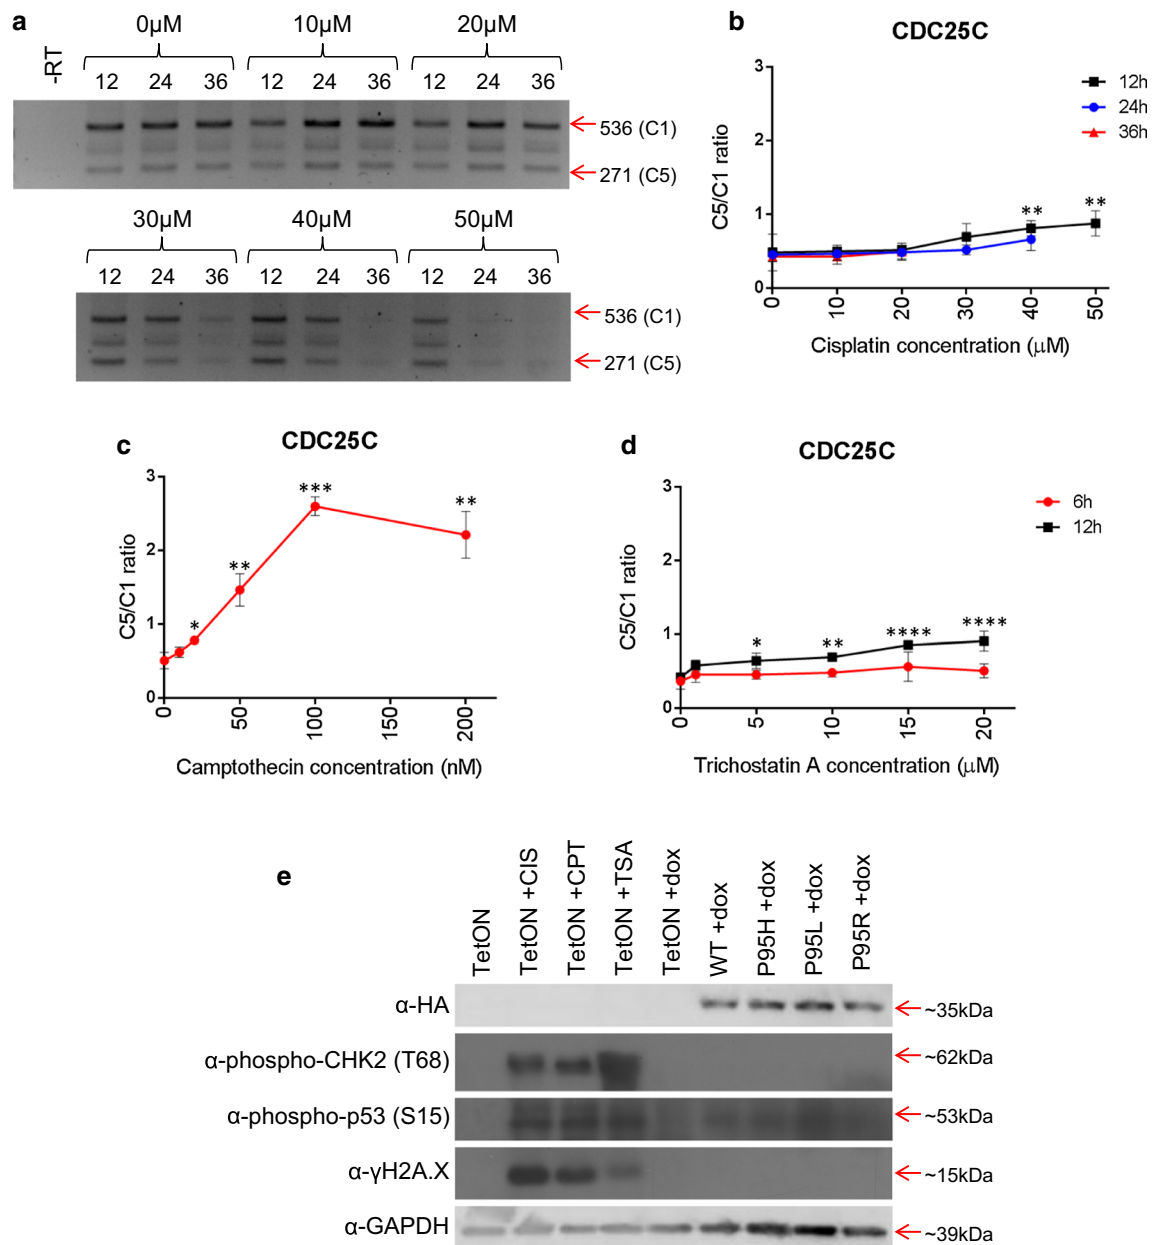 a
0µM 10µM 20µM
-RT
12 24 36 12 24 36 12 24 36
536 (C1)
271 (C5)
30µM 40µM 50µM
12 24 36 12 24 36 12 24 36
536 (C1)
271 (C5)
b
CDC25C
3
2
1
0
C5/C1 ratio
12h
24h
36h
** **
0 10 20 30 40 50
Cisplatin concentration (μM)
c
CDC25C
3
2
1
0
C5/C1 ratio
* ** *** **
0 50 100 150 200
Camptothecin concentration (nM)
d
CDC25C
3
2
1
0
C5/C1 ratio
6h
12h
* ** **** ****
0 5 10 15 20
Trichostatin A concentration (μM)
e
TetON
TetON +CIS
TetON +CPT
TetON +TSA
TetON +dox
WT +dox
P95H +dox
P95L +dox
P95R +dox
α-HA ~35kDa
α-phospho-CHK2 (T68) ~62kDa
α-phospho-p53 (S15) ~53kDa
α-γH2A.X ~15kDa
α-GAPDH ~39kDa